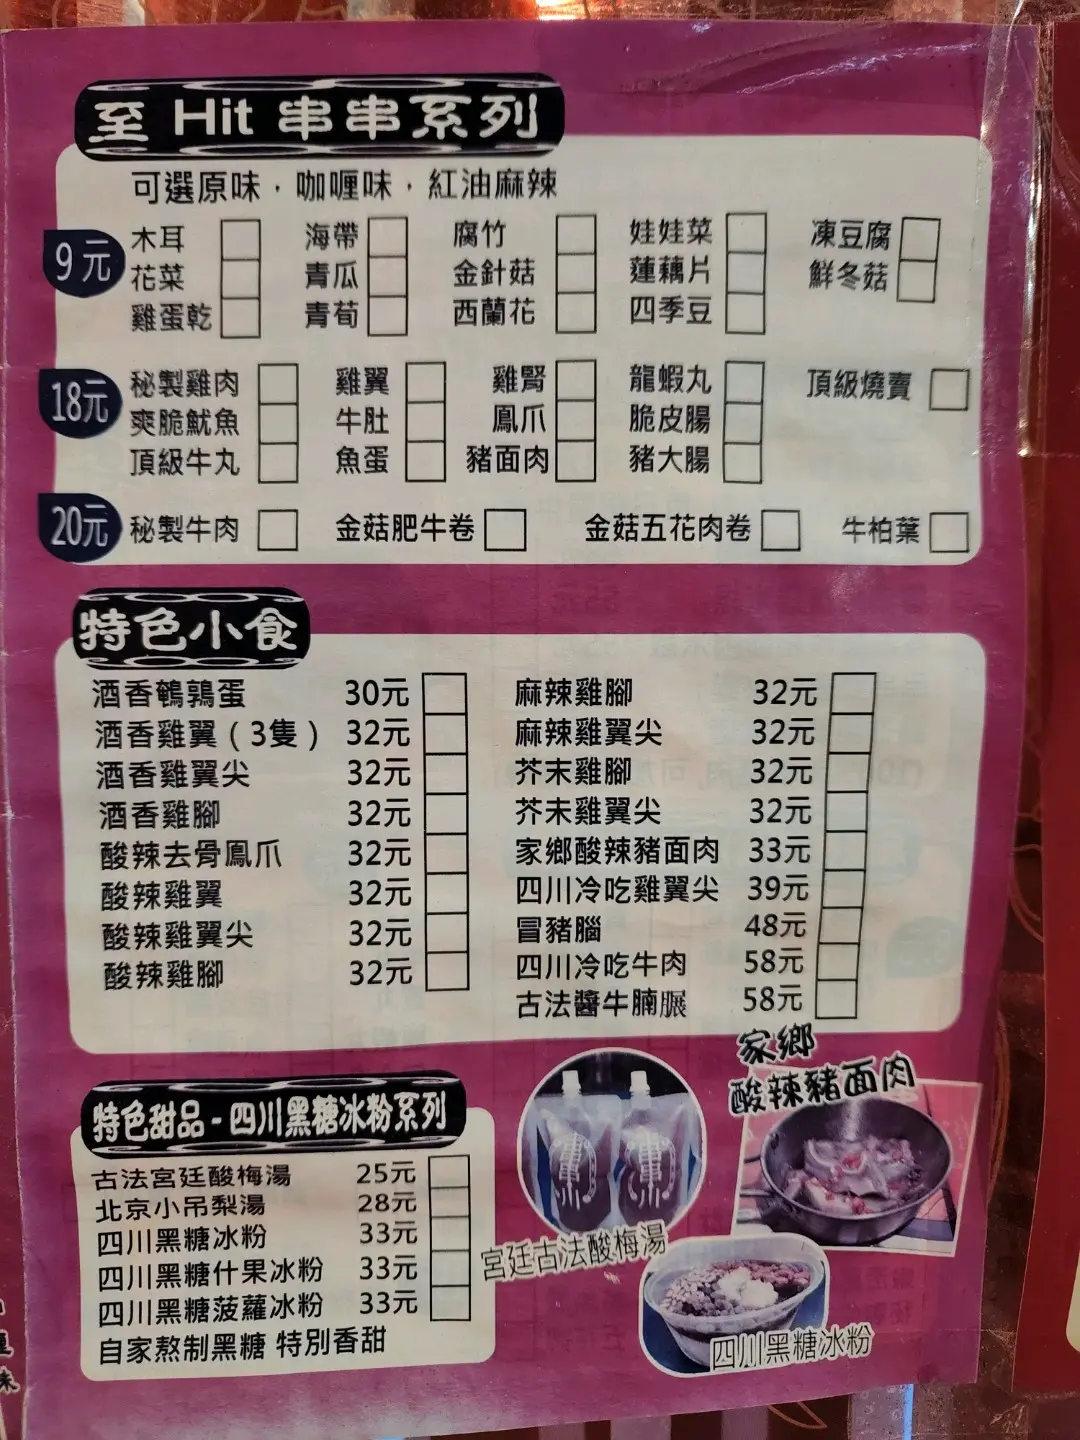 至 Hit 串串系列
可選原味，咖喱味，紅油麻辣
9元
木耳 海帶 腐竹 娃娃菜 凍豆腐
花菜 青瓜 金針菇 蓮藕片 鮮冬菇
雞蛋乾 青荀 西蘭花 四季豆
18元
秘製雞肉 雞翼 雞腎 龍蝦丸 頂級燒賣
爽脆魷魚 牛肚 鳳爪 脆皮腸
頂級牛丸 魚蛋 豬面肉 豬大腸
20元 秘製牛肉 金菇肥牛卷 金菇五花肉卷 牛柏葉
特色小食
酒香鵪鶉蛋 30元
酒香雞翼（3隻） 32元
酒香雞翼尖 32元
酒香雞腳 32元
酸辣去骨鳳爪 32元
酸辣雞翼 32元
酸辣雞翼尖 32元
酸辣雞腳 32元
麻辣雞腳 32元
麻辣雞翼尖 32元
芥末雞腳 32元
芥未雞翼尖 32元
家鄉酸辣豬面肉 33元
四川冷吃雞翼尖 39元
冒豬腦 48元
四川冷吃牛肉 58元
古法醬牛腩𦟌 58元
特色甜品 - 四川黑糖冰粉系列
古法宮廷酸梅湯 25元
北京小吊梨湯 28元
四川黑糖冰粉 33元
四川黑糖什果冰粉 33元
四川黑糖菠蘿冰粉 33元
自家熬制黑糖 特別香甜
家鄉
酸辣豬面肉
串串
宮廷古法酸梅湯
四川黑糖冰粉